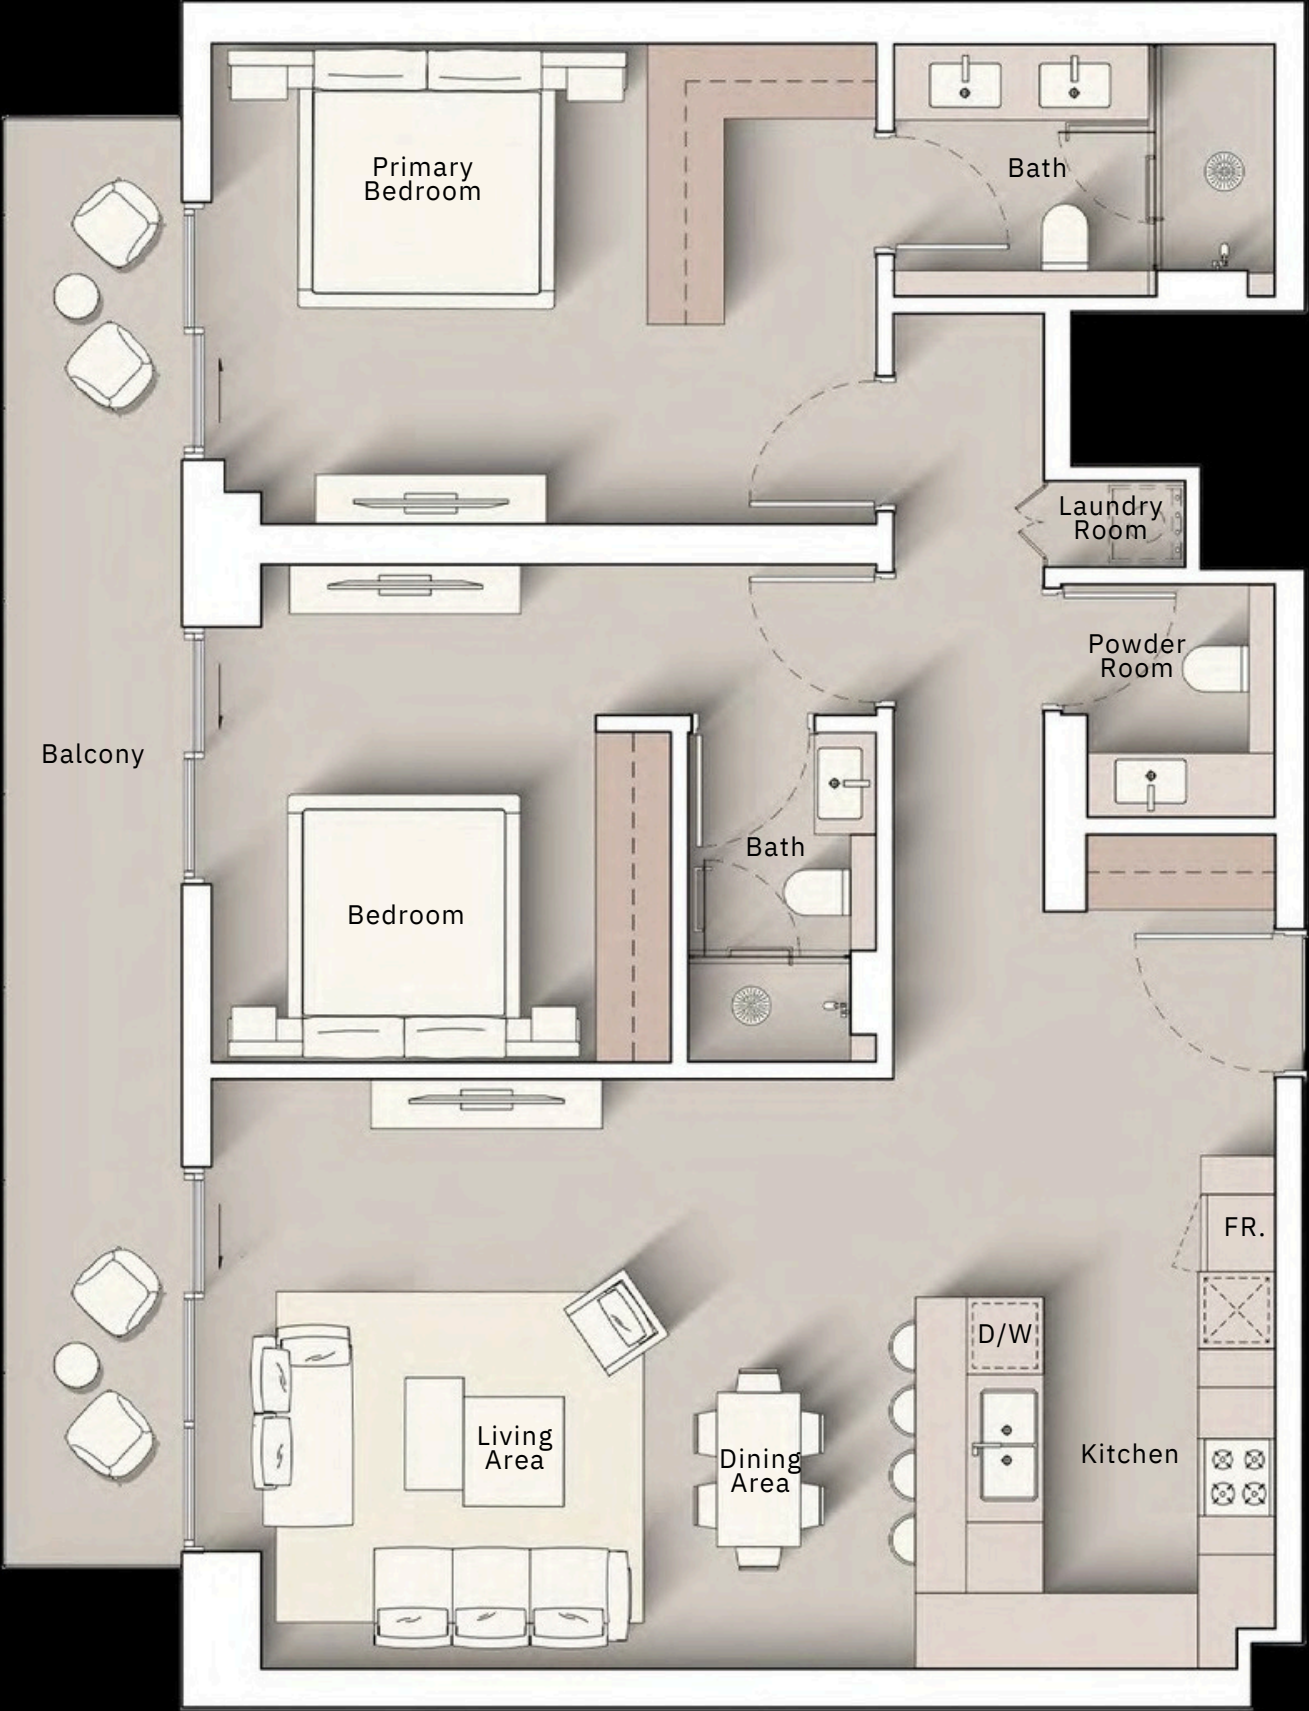 Primary
Bedroom
Bath
Laundry
Room
Powder
Room
Balcony
Bath
Bedroom
FR.
D/W
Living
Area
Dining
Area
Kitchen